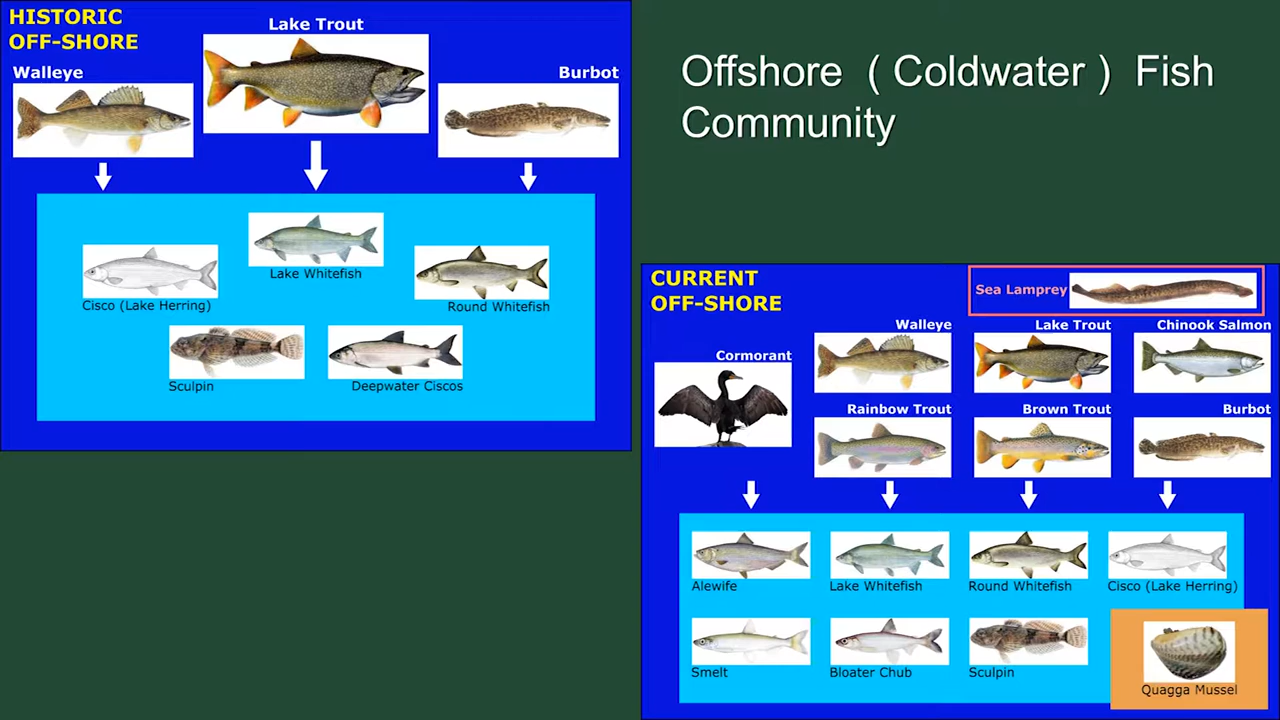 HISTORIC
OFF-SHORE
Lake Trout
Walleye
Burbot
Lake Whitefish
Cisco (Lake Herring)
Round Whitefish
Sculpin
Deepwater Ciscos
Offshore ( Coldwater ) Fish
Community
CURRENT
OFF-SHORE
Sea Lamprey
Walleye
Lake Trout
Chinook Salmon
Cormorant
Rainbow Trout
Brown Trout
Burbot
Alewife
Lake Whitefish
Round Whitefish
Cisco (Lake Herring)
Smelt
Bloater Chub
Sculpin
Quagga Mussel